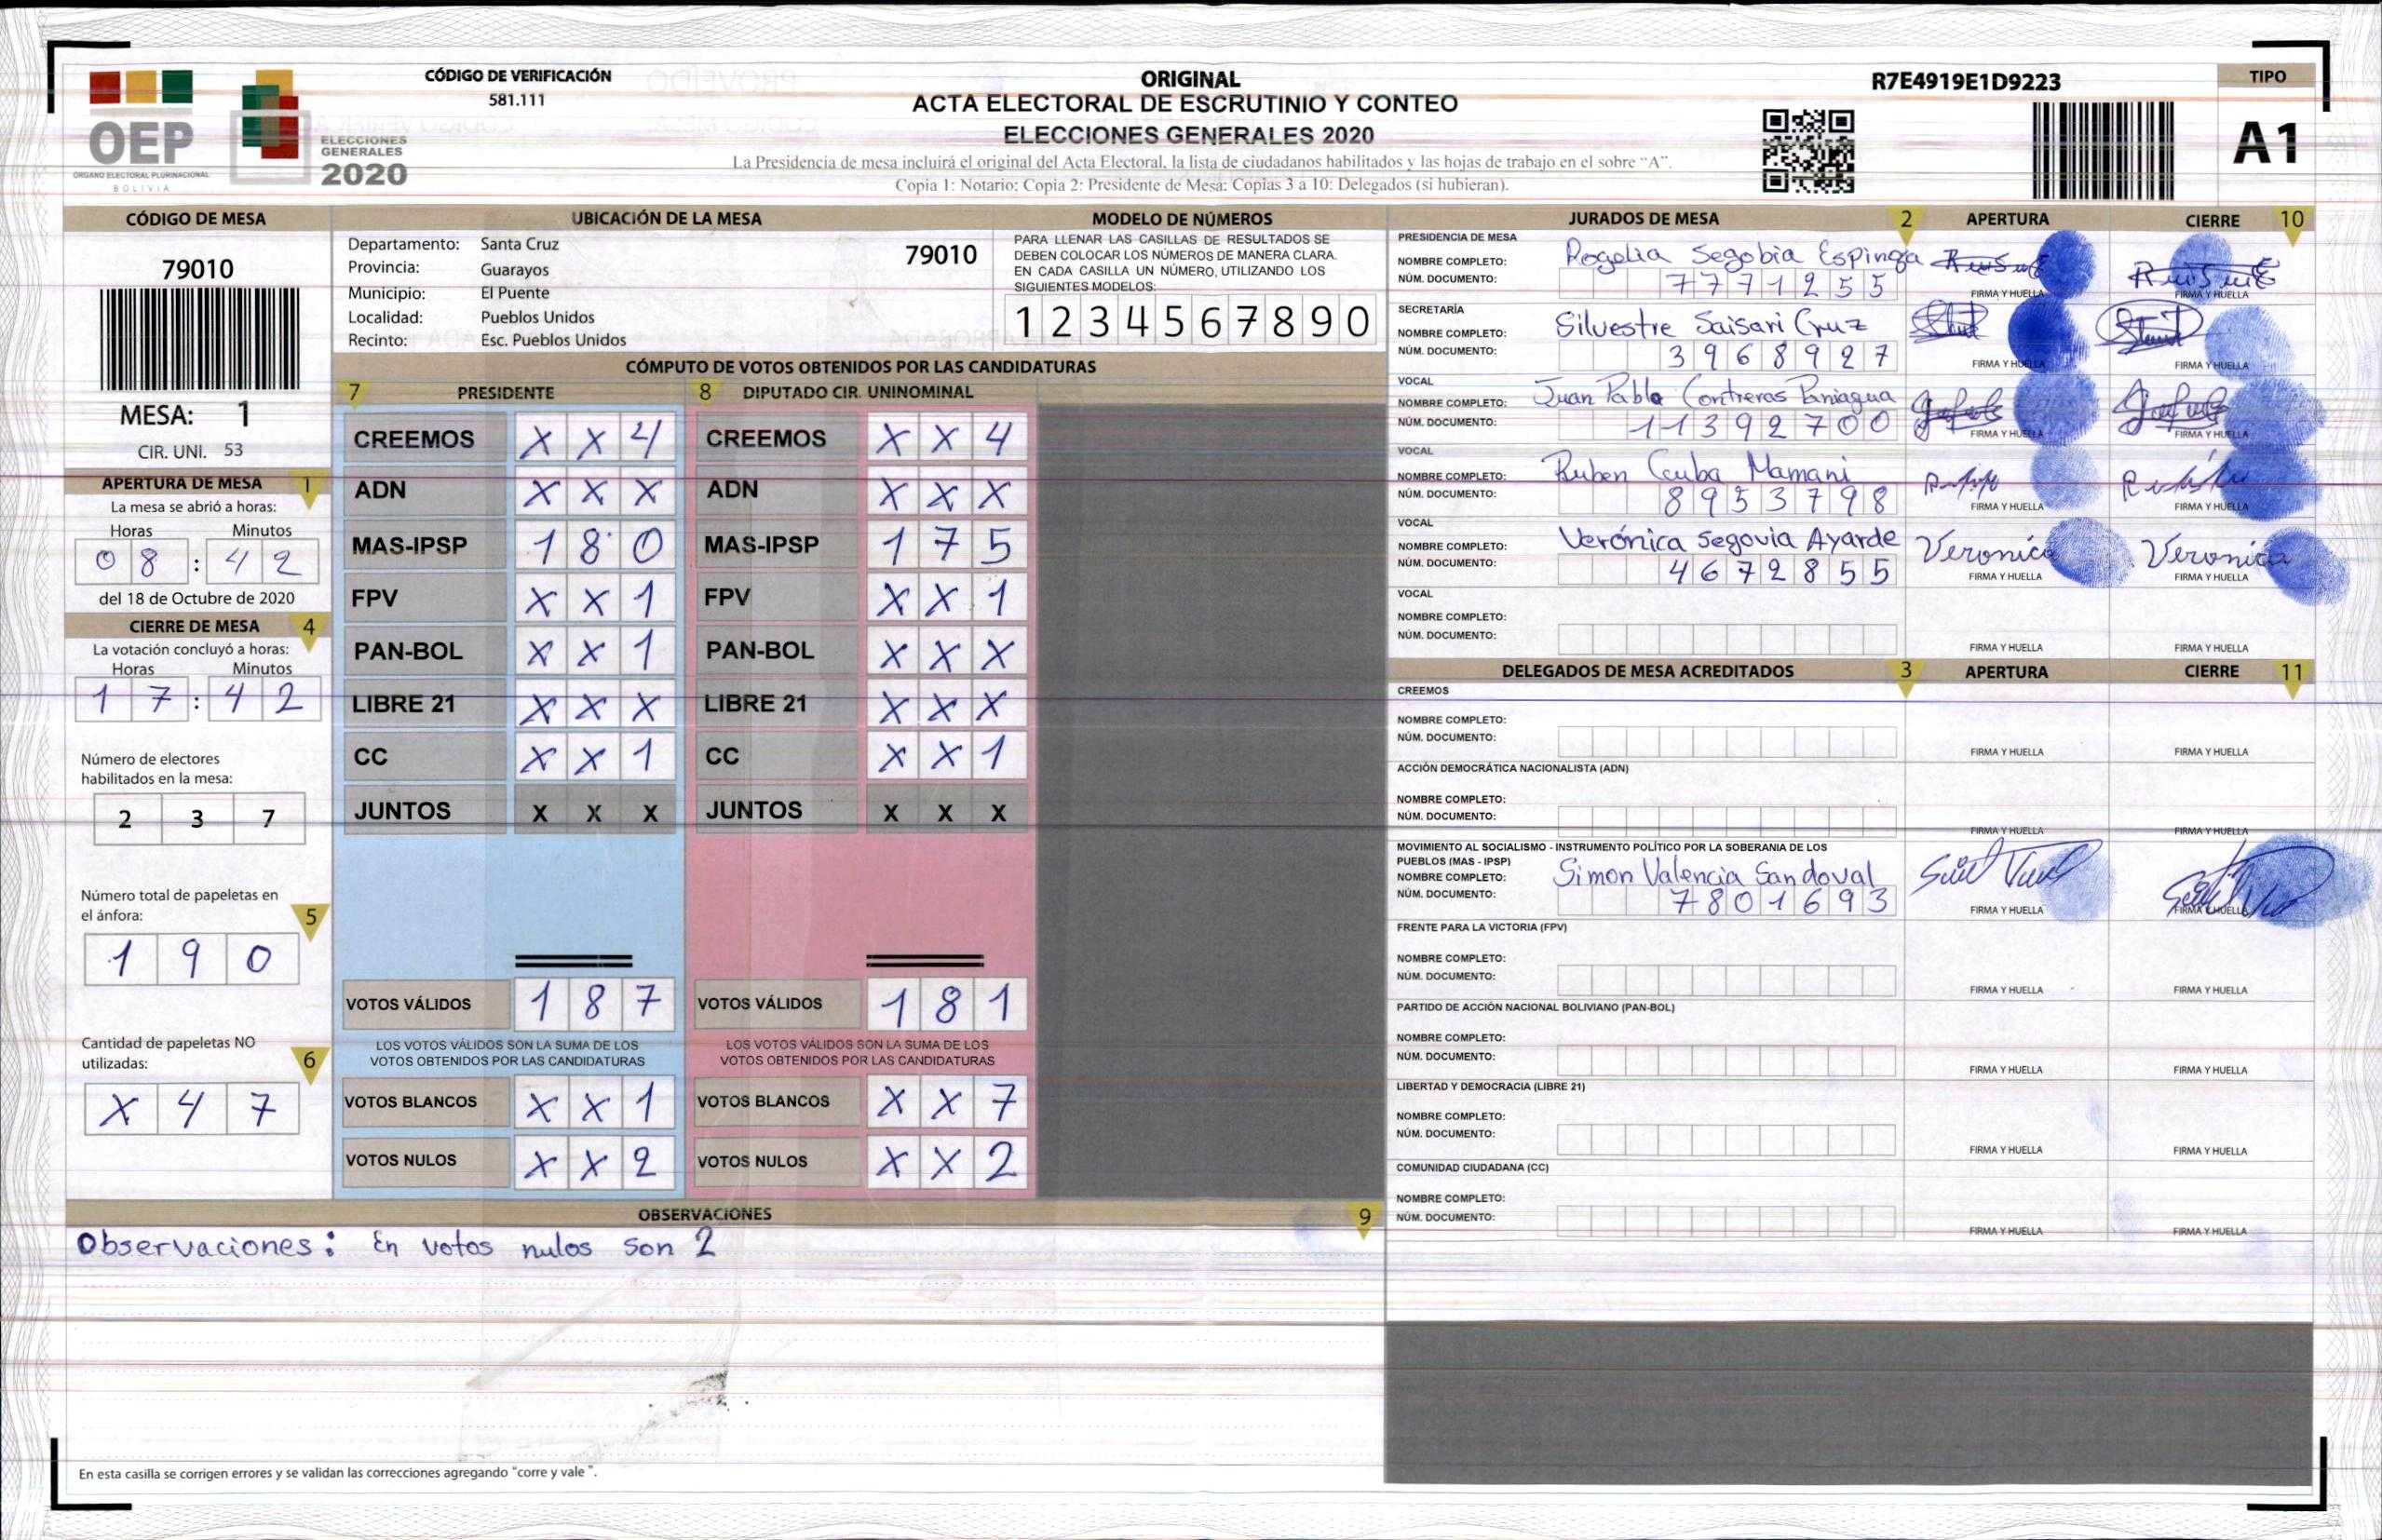 CÓDIGO DE VERIFICACIÓN
581.111
OEP
ÓRGANO ELECTORAL PLURINACIONAL
BOLIVIA
ELECCIONES
GENERALES
2020
ORIGINAL
ACTA ELECTORAL DE ESCRUTINIO Y CONTEO
ELECCIONES GENERALES 2020
La Presidencia de mesa incluirá el original del Acta Electoral, la lista de ciudadanos habilitados y las hojas de trabajo en el sobre “A”.
Copia 1: Notario: Copia 2: Presidente de Mesa: Copias 3 a 10: Delegados (si hubieran).
R7E4919E1D9223
TIPO
A1
CÓDIGO DE MESA
79010
MESA: 1
CIR. UNI. 53
APERTURA DE MESA 1
La mesa se abrió a horas:
Horas Minutos
0 8 : 4 2
del 18 de Octubre de 2020
CIERRE DE MESA 4
La votación concluyó a horas:
Horas Minutos
1 7 : 4 2
Número de electores
habilitados en la mesa:
2 3 7
Número total de papeletas en
el ánfora: 5
1 9 0
Cantidad de papeletas NO
utilizadas: 6
X 4 7
UBICACIÓN DE LA MESA
Departamento: Santa Cruz 79010
Provincia: Guarayos
Municipio: El Puente
Localidad: Pueblos Unidos
Recinto: Esc. Pueblos Unidos
MODELO DE NÚMEROS
PARA LLENAR LAS CASILLAS DE RESULTADOS SE
DEBEN COLOCAR LOS NÚMEROS DE MANERA CLARA.
EN CADA CASILLA UN NÚMERO, UTILIZANDO LOS
SIGUIENTES MODELOS:
1 2 3 4 5 6 7 8 9 0
CÓMPUTO DE VOTOS OBTENIDOS POR LAS CANDIDATURAS
7 PRESIDENTE
CREEMOS X X 4
ADN X X X
MAS-IPSP 1 8 0
FPV X X 1
PAN-BOL X X 1
LIBRE 21 X X X
CC X X 1
JUNTOS X X X
VOTOS VÁLIDOS 1 8 7
LOS VOTOS VÁLIDOS SON LA SUMA DE LOS
VOTOS OBTENIDOS POR LAS CANDIDATURAS
VOTOS BLANCOS X X 1
VOTOS NULOS X X 2
8 DIPUTADO CIR. UNINOMINAL
CREEMOS X X 4
ADN X X X
MAS-IPSP 1 7 5
FPV X X 1
PAN-BOL X X X
LIBRE 21 X X X
CC X X 1
JUNTOS X X X
VOTOS VÁLIDOS 1 8 1
LOS VOTOS VÁLIDOS SON LA SUMA DE LOS
VOTOS OBTENIDOS POR LAS CANDIDATURAS
VOTOS BLANCOS X X 7
VOTOS NULOS X X 2
OBSERVACIONES 9
Observaciones: En votos nulos son 2
En esta casilla se corrigen errores y se validan las correcciones agregando "corre y vale".
JURADOS DE MESA 2 APERTURA CIERRE 10
PRESIDENCIA DE MESA
NOMBRE COMPLETO: Rogelia Segobia Espinoza
NÚM. DOCUMENTO: 7771255
FIRMA Y HUELLA FIRMA Y HUELLA
SECRETARÍA
NOMBRE COMPLETO: Silvestre Saisari Cruz
NÚM. DOCUMENTO: 3968927
FIRMA Y HUELLA FIRMA Y HUELLA
VOCAL
NOMBRE COMPLETO: Juan Pablo Contreras Paniagua
NÚM. DOCUMENTO: 11392700
FIRMA Y HUELLA FIRMA Y HUELLA
VOCAL
NOMBRE COMPLETO: Ruben Cuba Mamani
NÚM. DOCUMENTO: 8953798
FIRMA Y HUELLA FIRMA Y HUELLA
VOCAL
NOMBRE COMPLETO: Verónica Segovia Ayarde Veronica Veronica
NÚM. DOCUMENTO: 4672855
FIRMA Y HUELLA FIRMA Y HUELLA
VOCAL
NOMBRE COMPLETO:
NÚM. DOCUMENTO:
FIRMA Y HUELLA FIRMA Y HUELLA
DELEGADOS DE MESA ACREDITADOS 3 APERTURA CIERRE 11
CREEMOS
NOMBRE COMPLETO:
NÚM. DOCUMENTO:
FIRMA Y HUELLA FIRMA Y HUELLA
ACCIÓN DEMOCRÁTICA NACIONALISTA (ADN)
NOMBRE COMPLETO:
NÚM. DOCUMENTO:
FIRMA Y HUELLA FIRMA Y HUELLA
MOVIMIENTO AL SOCIALISMO - INSTRUMENTO POLÍTICO POR LA SOBERANIA DE LOS
PUEBLOS (MAS - IPSP)
NOMBRE COMPLETO: Simon Valencia Sandoval
NÚM. DOCUMENTO: 7801693
FIRMA Y HUELLA FIRMA Y HUELLA
FRENTE PARA LA VICTORIA (FPV)
NOMBRE COMPLETO:
NÚM. DOCUMENTO:
FIRMA Y HUELLA FIRMA Y HUELLA
PARTIDO DE ACCIÓN NACIONAL BOLIVIANO (PAN-BOL)
NOMBRE COMPLETO:
NÚM. DOCUMENTO:
FIRMA Y HUELLA FIRMA Y HUELLA
LIBERTAD Y DEMOCRACIA (LIBRE 21)
NOMBRE COMPLETO:
NÚM. DOCUMENTO:
FIRMA Y HUELLA FIRMA Y HUELLA
COMUNIDAD CIUDADANA (CC)
NOMBRE COMPLETO:
NÚM. DOCUMENTO:
FIRMA Y HUELLA FIRMA Y HUELLA